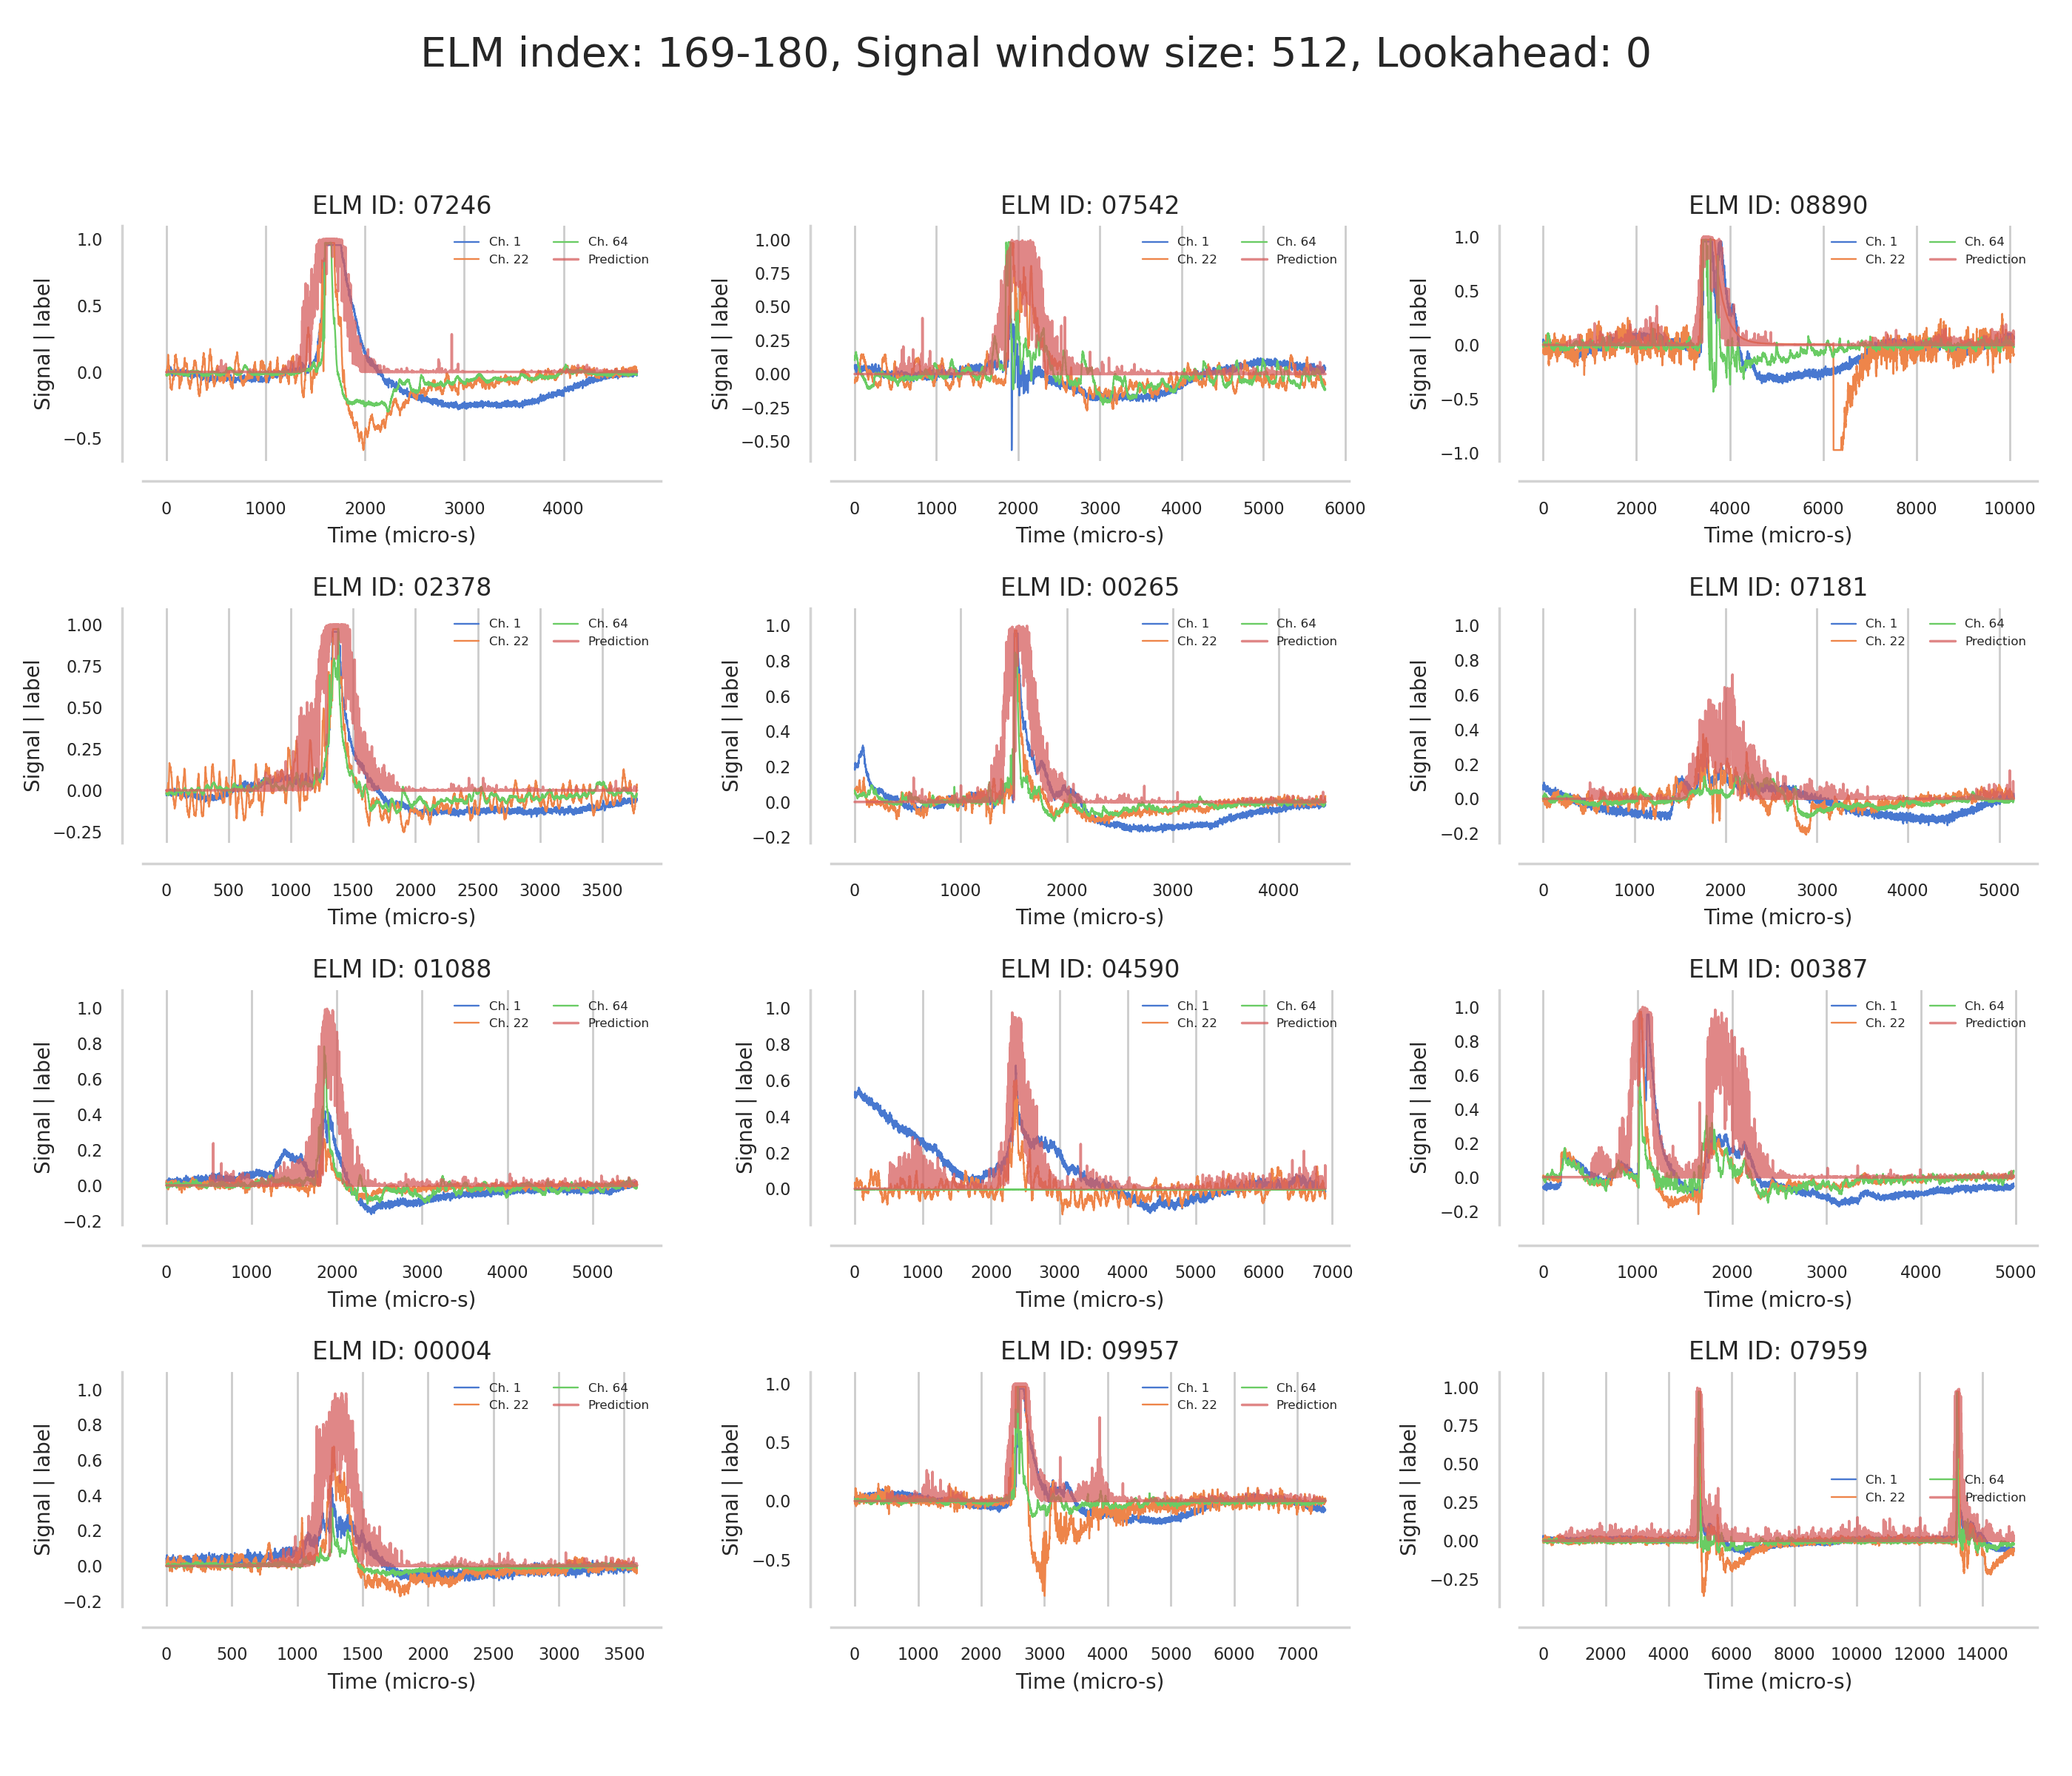 ELM index: 169-180, Signal window size: 512, Lookahead: 0
ELM ID: 07246
Signal | label
1.0
0.5
0.0
−0.5
Ch. 1
Ch. 22
Ch. 64
Prediction
0 1000 2000 3000 4000
Time (micro-s)
ELM ID: 07542
Signal | label
1.00
0.75
0.50
0.25
0.00
−0.25
−0.50
Ch. 1
Ch. 22
Ch. 64
Prediction
0 1000 2000 3000 4000 5000 6000
Time (micro-s)
ELM ID: 08890
Signal | label
1.0
0.5
0.0
−0.5
−1.0
Ch. 1
Ch. 22
Ch. 64
Prediction
0 2000 4000 6000 8000 10000
Time (micro-s)
ELM ID: 02378
Signal | label
1.00
0.75
0.50
0.25
0.00
−0.25
Ch. 1
Ch. 22
Ch. 64
Prediction
0 500 1000 1500 2000 2500 3000 3500
Time (micro-s)
ELM ID: 00265
Signal | label
1.0
0.8
0.6
0.4
0.2
0.0
−0.2
Ch. 1
Ch. 22
Ch. 64
Prediction
0 1000 2000 3000 4000
Time (micro-s)
ELM ID: 07181
Signal | label
1.0
0.8
0.6
0.4
0.2
0.0
−0.2
Ch. 1
Ch. 22
Ch. 64
Prediction
0 1000 2000 3000 4000 5000
Time (micro-s)
ELM ID: 01088
Signal | label
1.0
0.8
0.6
0.4
0.2
0.0
−0.2
Ch. 1
Ch. 22
Ch. 64
Prediction
0 1000 2000 3000 4000 5000
Time (micro-s)
ELM ID: 04590
Signal | label
1.0
0.8
0.6
0.4
0.2
0.0
Ch. 1
Ch. 22
Ch. 64
Prediction
0 1000 2000 3000 4000 5000 6000 7000
Time (micro-s)
ELM ID: 00387
Signal | label
1.0
0.8
0.6
0.4
0.2
0.0
−0.2
Ch. 1
Ch. 22
Ch. 64
Prediction
0 1000 2000 3000 4000 5000
Time (micro-s)
ELM ID: 00004
Signal | label
1.0
0.8
0.6
0.4
0.2
0.0
−0.2
Ch. 1
Ch. 22
Ch. 64
Prediction
0 500 1000 1500 2000 2500 3000 3500
Time (micro-s)
ELM ID: 09957
Signal | label
1.0
0.5
0.0
−0.5
Ch. 1
Ch. 22
Ch. 64
Prediction
0 1000 2000 3000 4000 5000 6000 7000
Time (micro-s)
ELM ID: 07959
Signal | label
1.00
0.75
0.50
0.25
0.00
−0.25
Ch. 1
Ch. 22
Ch. 64
Prediction
0 2000 4000 6000 8000 10000 12000 14000
Time (micro-s)